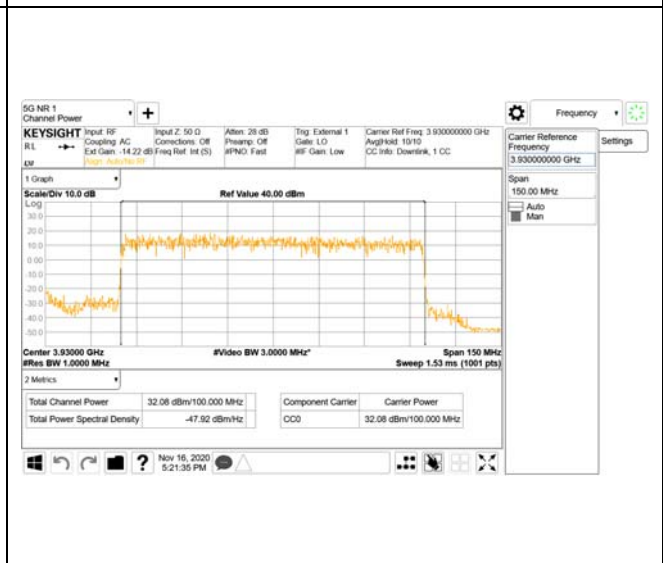 5G NR 1
Channel Power
+
Frequency
KEYSIGHT
RL
Input: RF
Coupling: AC
Ext Gain: -14.22 dB
Align: Auto/No RF
Input Z: 50 Ω
Corrections: Off
Freq Ref: Int (S)
Atten: 28 dB
Preamp: Off
#PNO: Fast
Trig: External 1
Gate: LO
#IF Gain: Low
Carrier Ref Freq: 3.930000000 GHz
Avg|Hold: 10/10
CC Info: Downlink, 1 CC
Carrier Reference
Frequency
3.930000000 GHz
Settings
Span
150.00 MHz
Auto
Man
1 Graph
Scale/Div 10.0 dB
Ref Value 40.00 dBm
Log
30.0
20.0
10.0
0.00
-10.0
-20.0
-30.0
-40.0
-50.0
Center 3.93000 GHz
#Video BW 3.0000 MHz*
Span 150 MHz
#Res BW 1.0000 MHz
Sweep 1.53 ms (1001 pts)
2 Metrics
Total Channel Power 32.08 dBm/100.000 MHz
Total Power Spectral Density -47.92 dBm/Hz
Component Carrier Carrier Power
CC0 32.08 dBm/100.000 MHz
?
Nov 16, 2020
5:21:35 PM